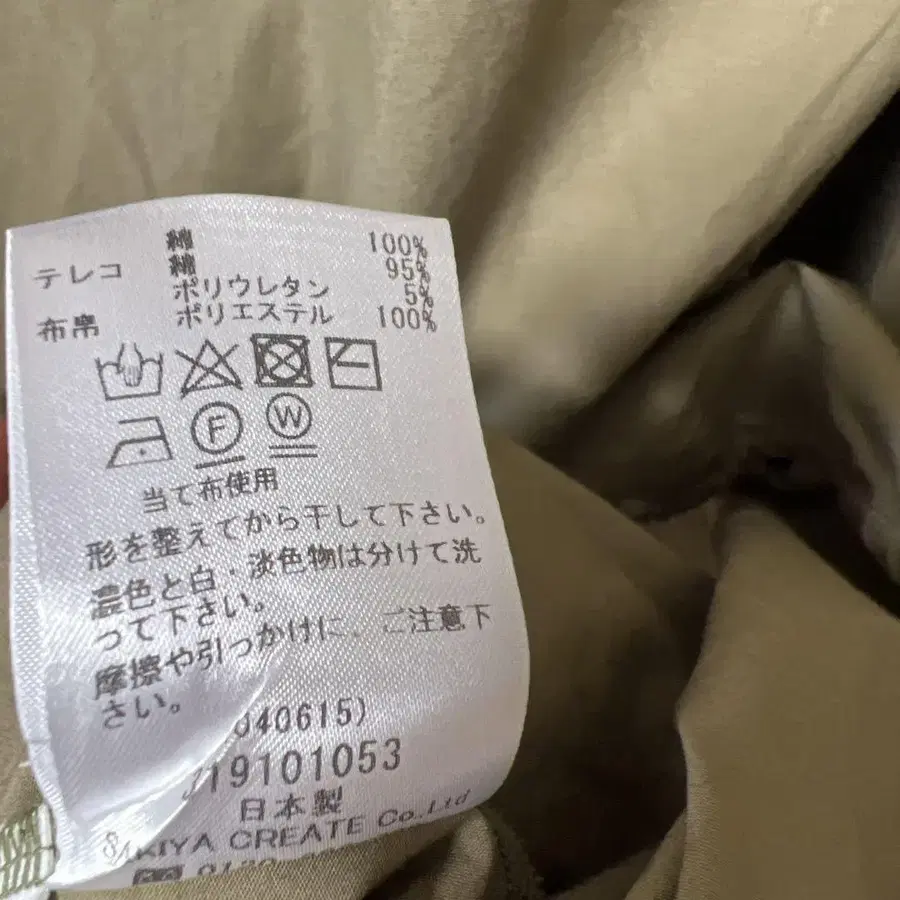 綿 100%
テレコ 綿 95%
ポリウレタン 5%
布帛 ポリエステル 100%
F W
当て布使用
形を整えてから干して下さい。
濃色と白・淡色物は分けて洗
って下さい。
摩擦や引っかけに、ご注意下
さい。
040615)
19101053
日本製
AKIYA CREATE Co.Ltd